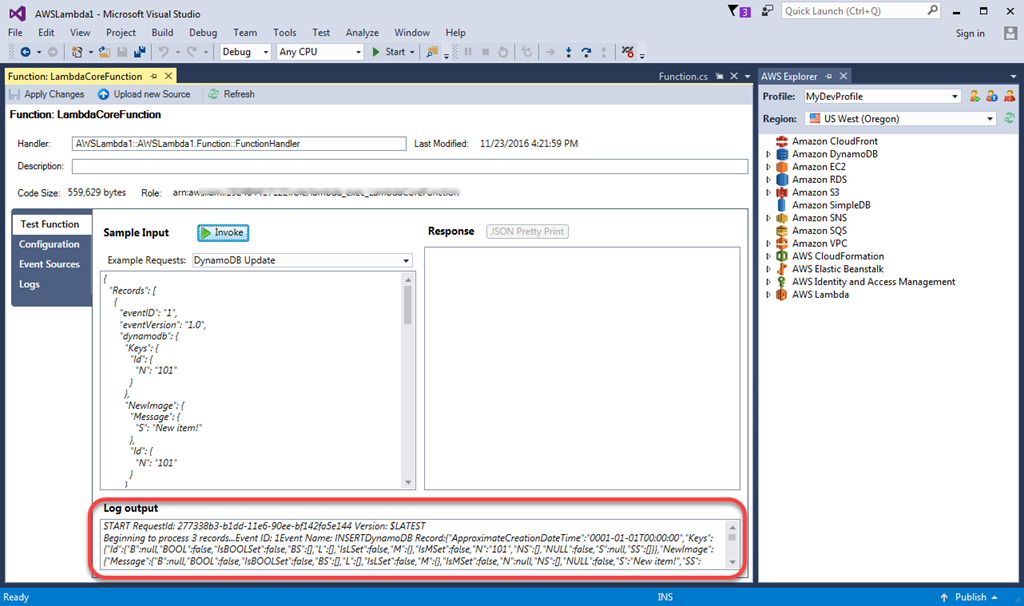 AWSLambda1 - Microsoft Visual Studio
3
Quick Launch (Ctrl+Q)
File Edit View Project Build Debug Team Tools Test Analyze Window Help
Sign in
Debug Any CPU Start
Function: LambdaCoreFunction
Function.cs
AWS Explorer
Apply Changes Upload new Source Refresh
Profile: MyDevProfile
Function: LambdaCoreFunction
Region: US West (Oregon)
Handler: AWSLambda1::AWSLambda1.Function::FunctionHandler Last Modified: 11/23/2016 4:21:59 PM
Description:
Code Size: 559,629 bytes Role:
Amazon CloudFront
Amazon DynamoDB
Amazon EC2
Amazon RDS
Amazon S3
Amazon SimpleDB
Amazon SNS
Amazon SQS
Amazon VPC
AWS CloudFormation
AWS Elastic Beanstalk
AWS Identity and Access Management
AWS Lambda
Test Function
Configuration
Event Sources
Logs
Sample Input Invoke
Response JSON Pretty Print
Example Requests: DynamoDB Update
{
"Records": [
{
"eventID": "1",
"eventVersion": "1.0",
"dynamodb": {
"Keys": {
"Id": {
"N": "101"
}
},
"NewImage": {
"Message": {
"S": "New item!"
},
"Id": {
"N": "101"
}
}
Log output
START RequestId: 277338b3-b1dd-11e6-90ee-bf142fa5e144 Version: $LATEST
Beginning to process 3 records...Event ID: 1Event Name: INSERTDynamoDB Record:{"ApproximateCreationDateTime":"0001-01-01T00:00:00","Keys":
{"Id":{"B":null,"BOOL":false,"IsBOOLSet":false,"BS":[],"L":[],"IsLSet":false,"M":{},"IsMSet":false,"N":"101","NS":[],"NULL":false,"S":null,"SS":[]}},"NewImage":
{"Message":{"B":null,"BOOL":false,"IsBOOLSet":false,"BS":[],"L":[],"IsLSet":false,"M":{},"IsMSet":false,"N":null,"NS":[],"NULL":false,"S":"New item!","SS":
Ready INS Publish